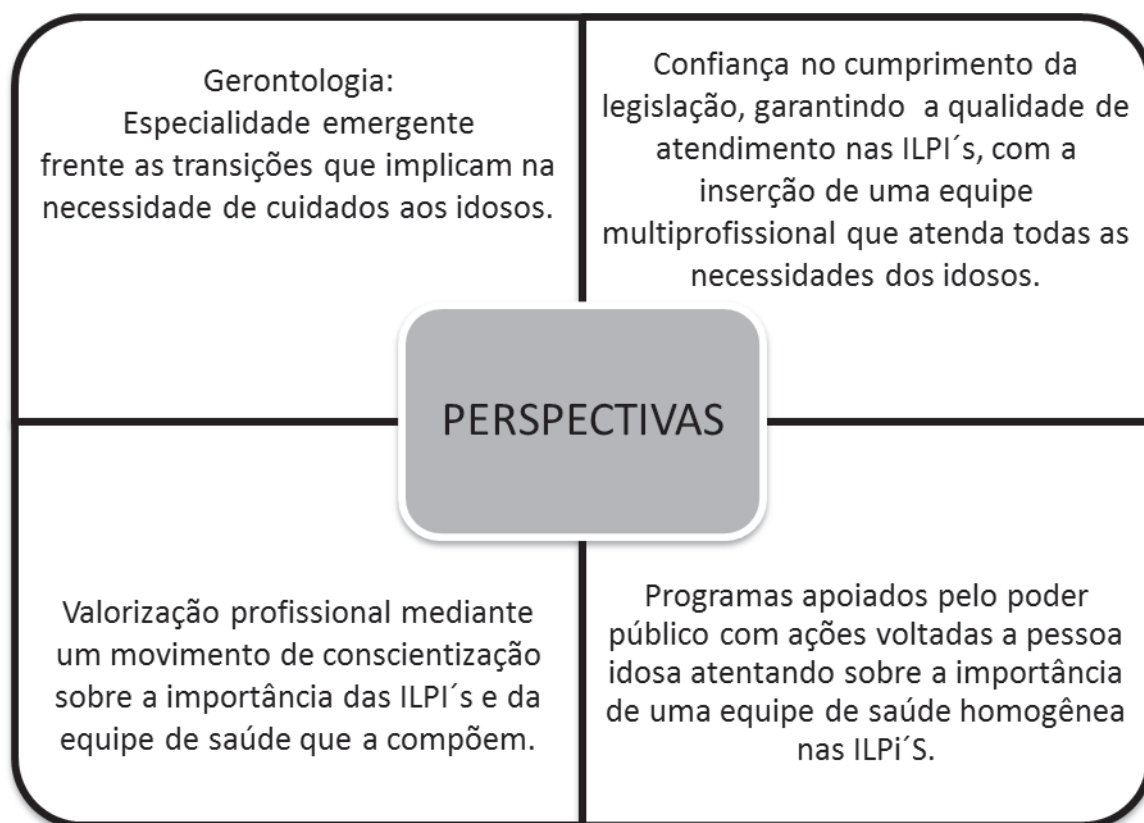 Gerontologia:
Especialidade emergente
frente as transições que implicam na
necessidade de cuidados aos idosos.
Confiança no cumprimento da
legislação, garantindo a qualidade de
atendimento nas ILPI´s, com a
inserção de uma equipe
multiprofissional que atenda todas as
necessidades dos idosos.
PERSPECTIVAS
Valorização profissional mediante
um movimento de conscientização
sobre a importância das ILPI´s e da
equipe de saúde que a compõem.
Programas apoiados pelo poder
público com ações voltadas a pessoa
idosa atentando sobre a importância
de uma equipe de saúde homogênea
nas ILPi´S.